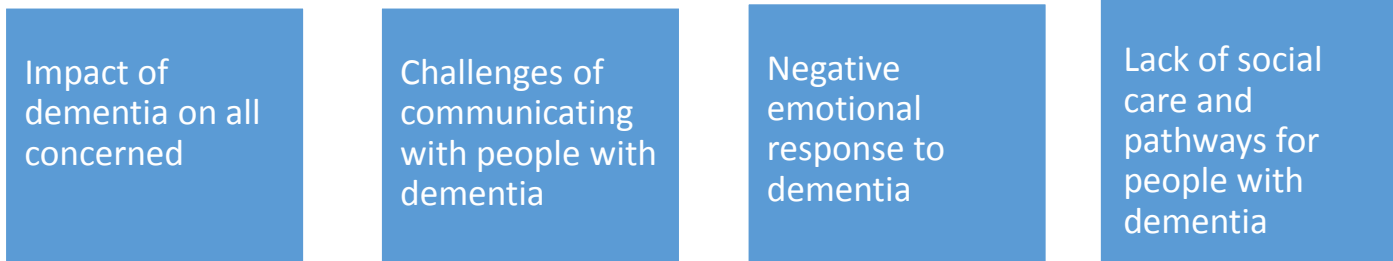 Impact of
dementia on all
concerned
Challenges of
communicating
with people with
dementia
Negative
emotional
response to
dementia
Lack of social
care and
pathways for
people with
dementia